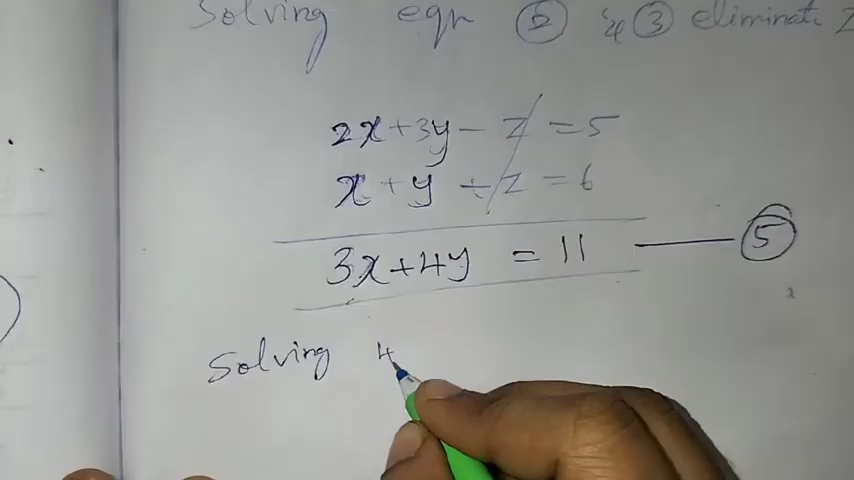 Solving eqn ② & ③ eliminate Z
2x+3y-z=5
x+y+z=6
3x+4y=11 — ⑤
Solving 4